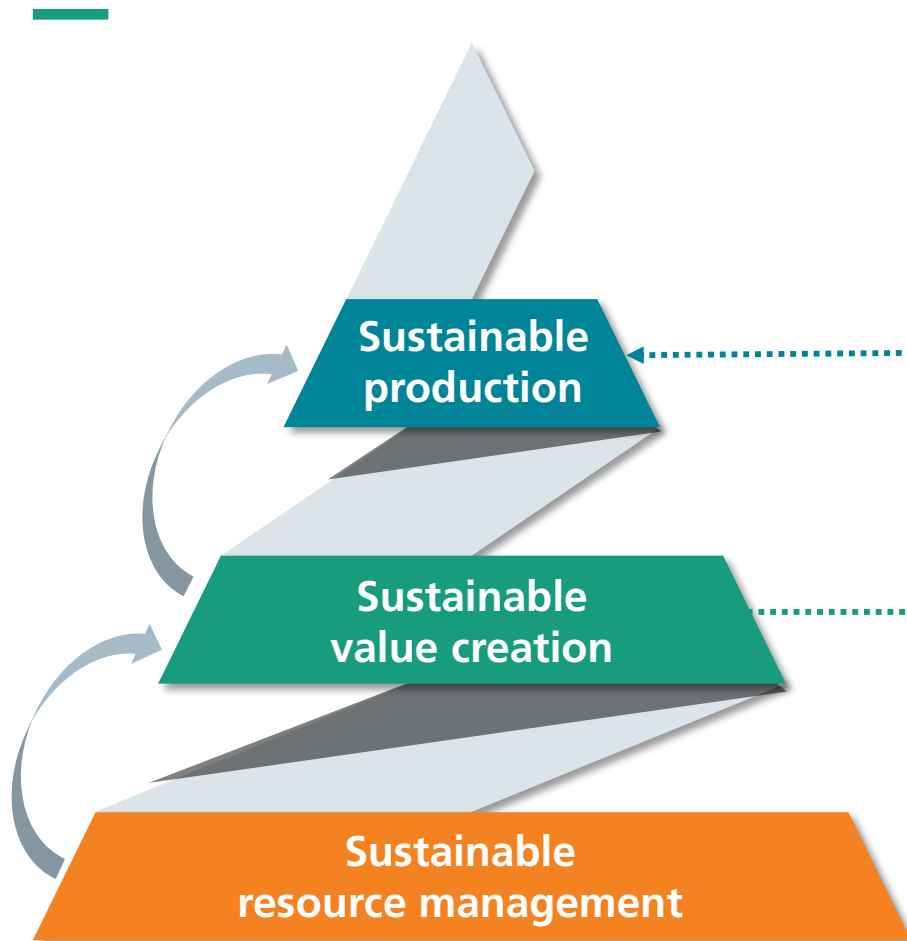 Sustainable
production
Sustainable
value creation
Sustainable
resource management